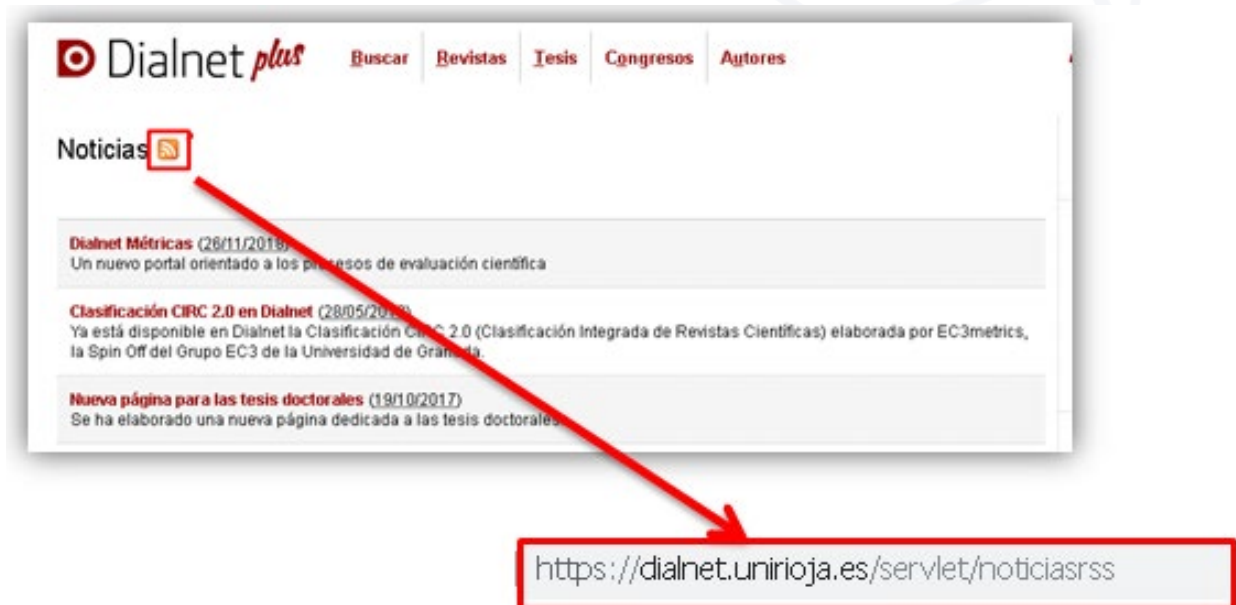 Dialnet plus Buscar Revistas Tesis Congresos Autores
Noticias
Dialnet Métricas (26/11/2018)
Un nuevo portal orientado a los procesos de evaluación científica
Clasificación CIRC 2.0 en Dialnet (28/05/2018)
Ya está disponible en Dialnet la Clasificación CIRC 2.0 (Clasificación Integrada de Revistas Científicas) elaborada por EC3metrics,
la Spin Off del Grupo EC3 de la Universidad de Granada.
Nueva página para las tesis doctorales (19/10/2017)
Se ha elaborado una nueva página dedicada a las tesis doctorales
https://dialnet.unirioja.es/servlet/noticiasrss